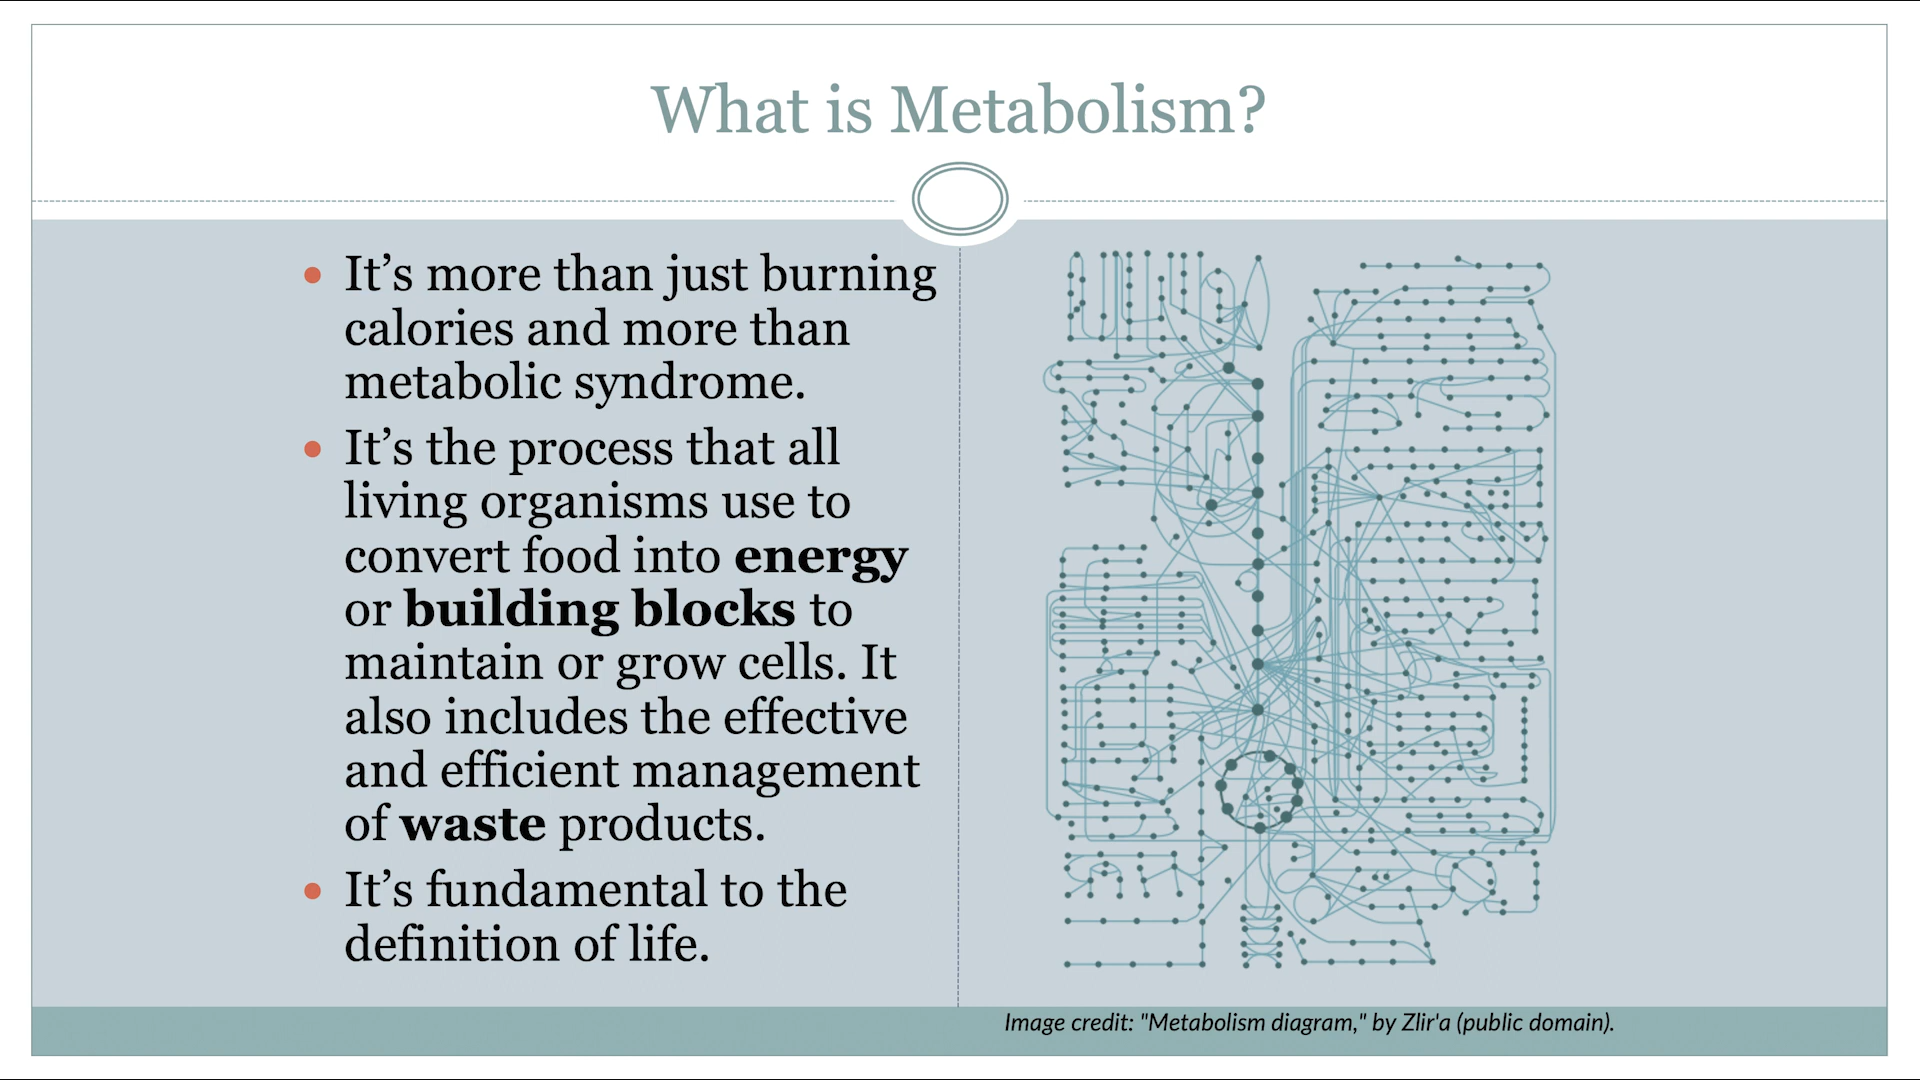 What is Metabolism?
It’s more than just burning
calories and more than
metabolic syndrome.
It’s the process that all
living organisms use to
convert food into energy
or building blocks to
maintain or grow cells. It
also includes the effective
and efficient management
of waste products.
It’s fundamental to the
definition of life.
Image credit: "Metabolism diagram," by Zlir'a (public domain).